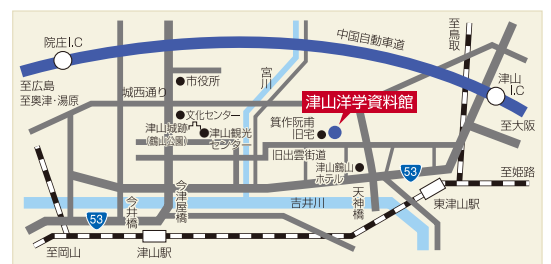 院庄I.C
中国自動車道
至鳥取
津山
I.C
至広島
至奥津・湯原
市役所
宮川
城西通り
津山洋学資料館
文化センター
津山城跡
(鶴山公園)
津山観光
センター
箕作阮甫
旧宅
至大阪
旧出雲街道
津山鶴山
ホテル
53
至姫路
今井橋
今津屋橋
吉井川
天神橋
東津山駅
53
至岡山
津山駅